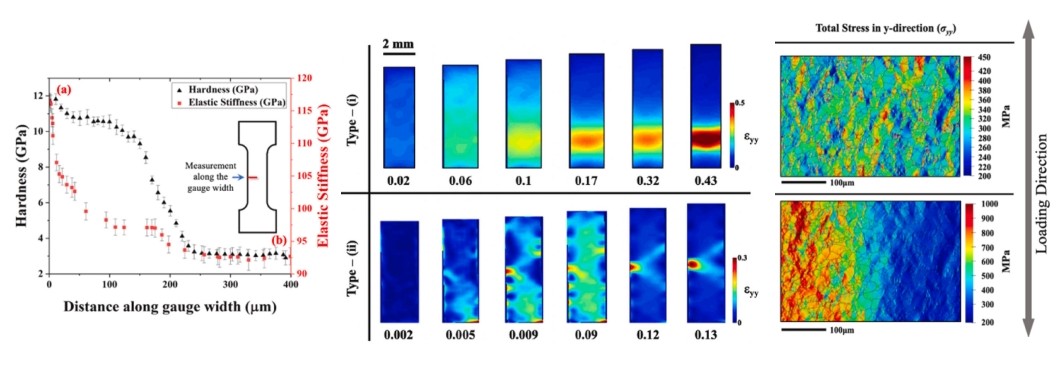 (a)
Hardness (GPa)
Elastic Stiffness (GPa)
Measurement
along the
gauge width
(b)
12
10
8
6
4
2
Hardness (GPa)
120
115
110
105
100
95
90
Elastic Stiffness (GPa)
0
100
200
300
400
Distance along gauge width (μm)
2 mm
Type – (i)
0.02
0.06
0.1
0.17
0.32
0.43
0.5
εyy
0
Type – (ii)
0.002
0.005
0.009
0.09
0.12
0.13
0.3
εyy
0
Total Stress in y-direction (σyy)
450
420
400
380
360
340
320
300
280
260
240
220
200
MPa
100μm
1000
900
800
700
600
500
400
300
200
MPa
100μm
Loading Direction